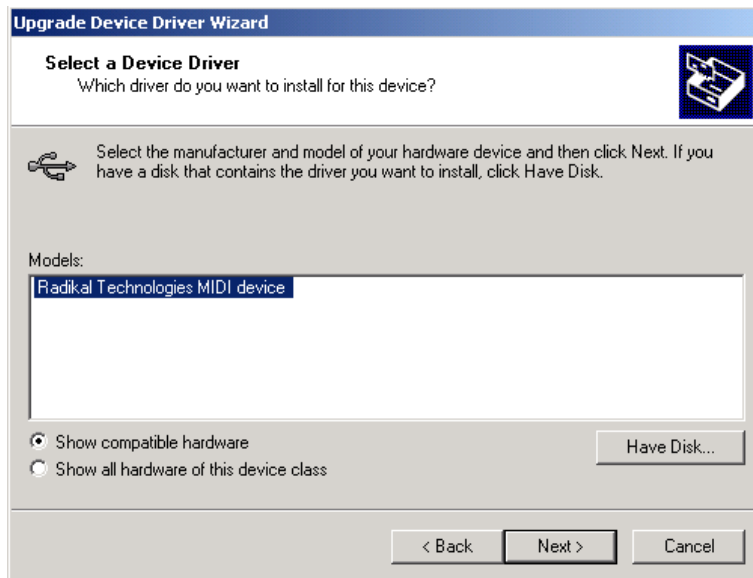 Upgrade Device Driver Wizard
Select a Device Driver
Which driver do you want to install for this device?
Select the manufacturer and model of your hardware device and then click Next. If you
have a disk that contains the driver you want to install, click Have Disk.
Models:
Radikal Technologies MIDI device
Show compatible hardware
Show all hardware of this device class
Have Disk...
< Back
Next >
Cancel